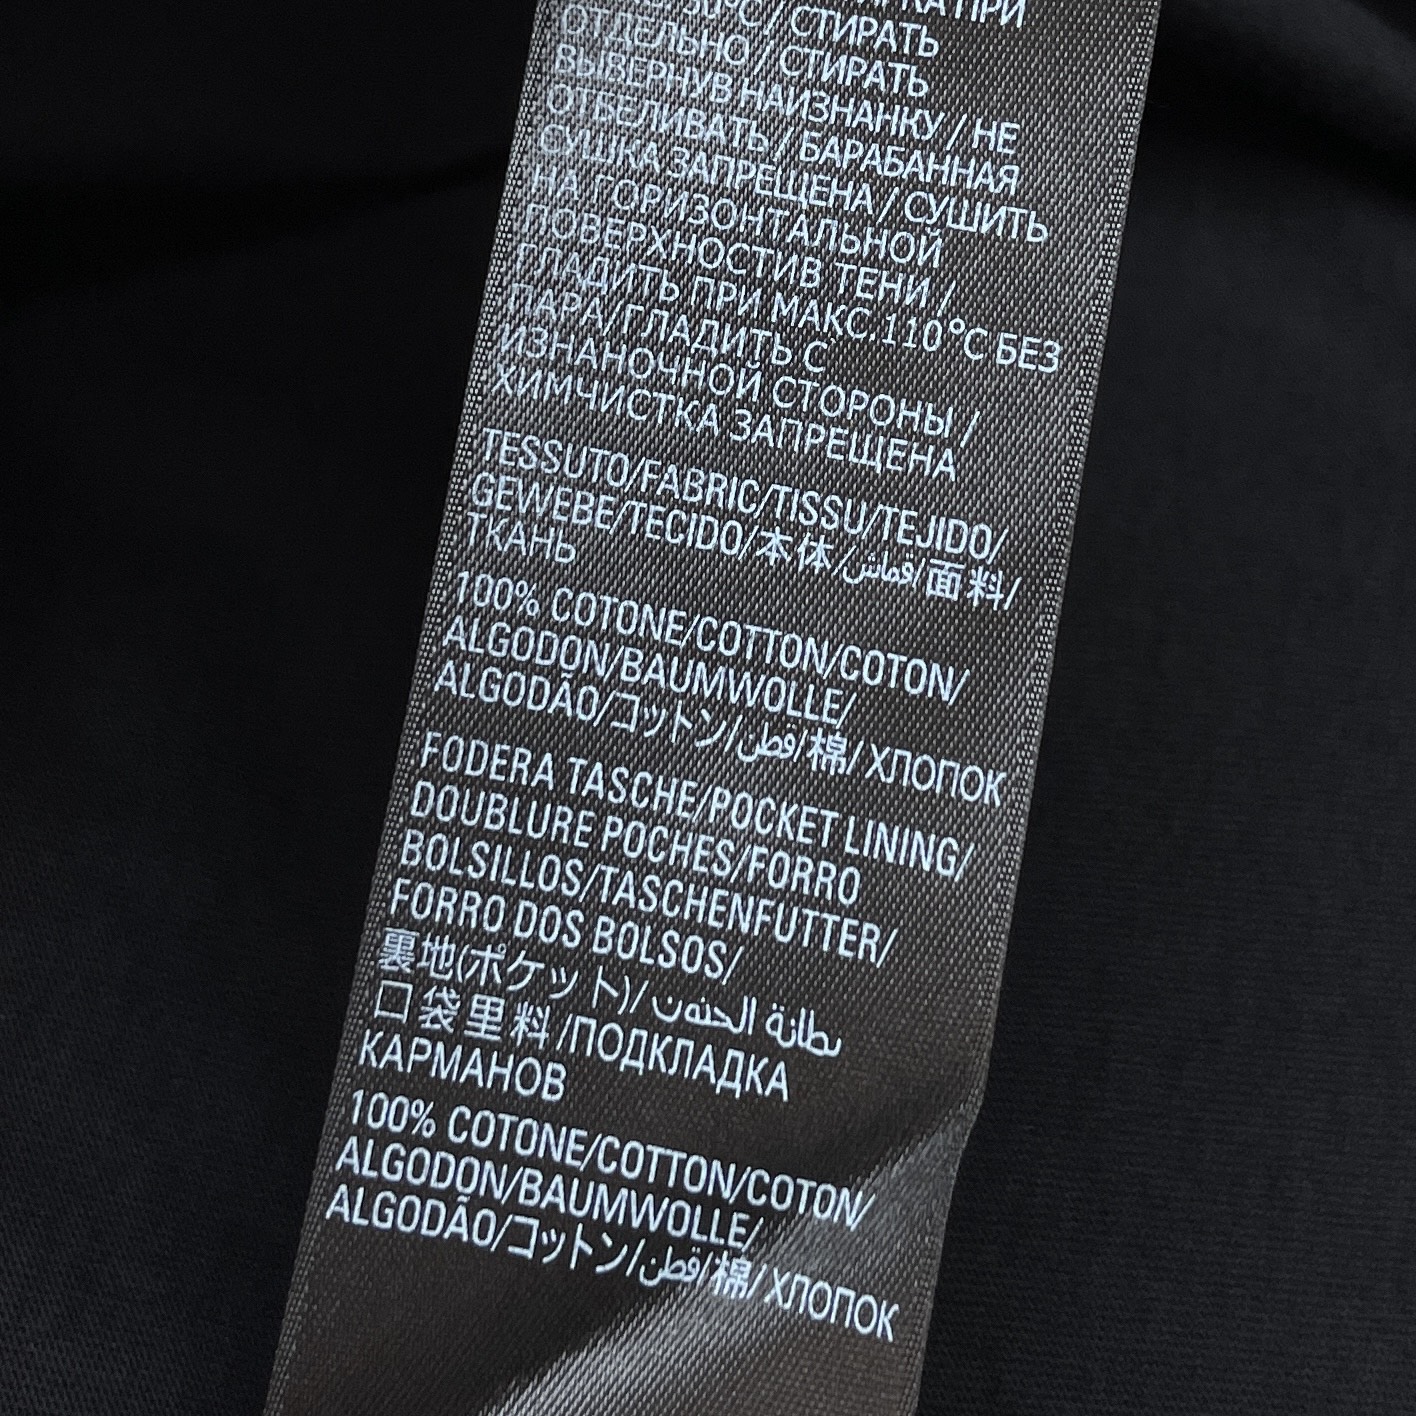 КА ПРИ
30°C / СТИРАТЬ
ОТДЕЛЬНО / СТИРАТЬ
ВЫВЕРНУВ НАИЗНАНКУ / НЕ
ОТБЕЛИВАТЬ / БАРАБАННАЯ
СУШКА ЗАПРЕЩЕНА / СУШИТЬ
НА ГОРИЗОНТАЛЬНОЙ
ПОВЕРХНОСТИВ ТЕНИ /
ГЛАДИТЬ ПРИ МАКС 110°C БЕЗ
ПАРА/ГЛАДИТЬ С
ИЗНАНОЧНОЙ СТОРОНЫ /
ХИМЧИСТКА ЗАПРЕЩЕНА
TESSUTO/FABRIC/TISSU/TEJIDO/
GEWEBE/TECIDO/本体/قماش/面料/
ТКАНЬ
100% COTONE/COTTON/COTON/
ALGODON/BAUMWOLLE/
ALGODÃO/コットン/قطن/棉/ХЛОПОК
FODERA TASCHE/POCKET LINING/
DOUBLURE POCHES/FORRO
BOLSILLOS/TASCHENFUTTER/
FORRO DOS BOLSOS/
裏地(ポケット)/بطانة
口袋里料/ПОДКЛАДКА
КАРМАНОВ
100% COTONE/COTTON/COTON/
ALGODON/BAUMWOLLE/
ALGODÃO/コットン/قطن/棉/ХЛОПОК